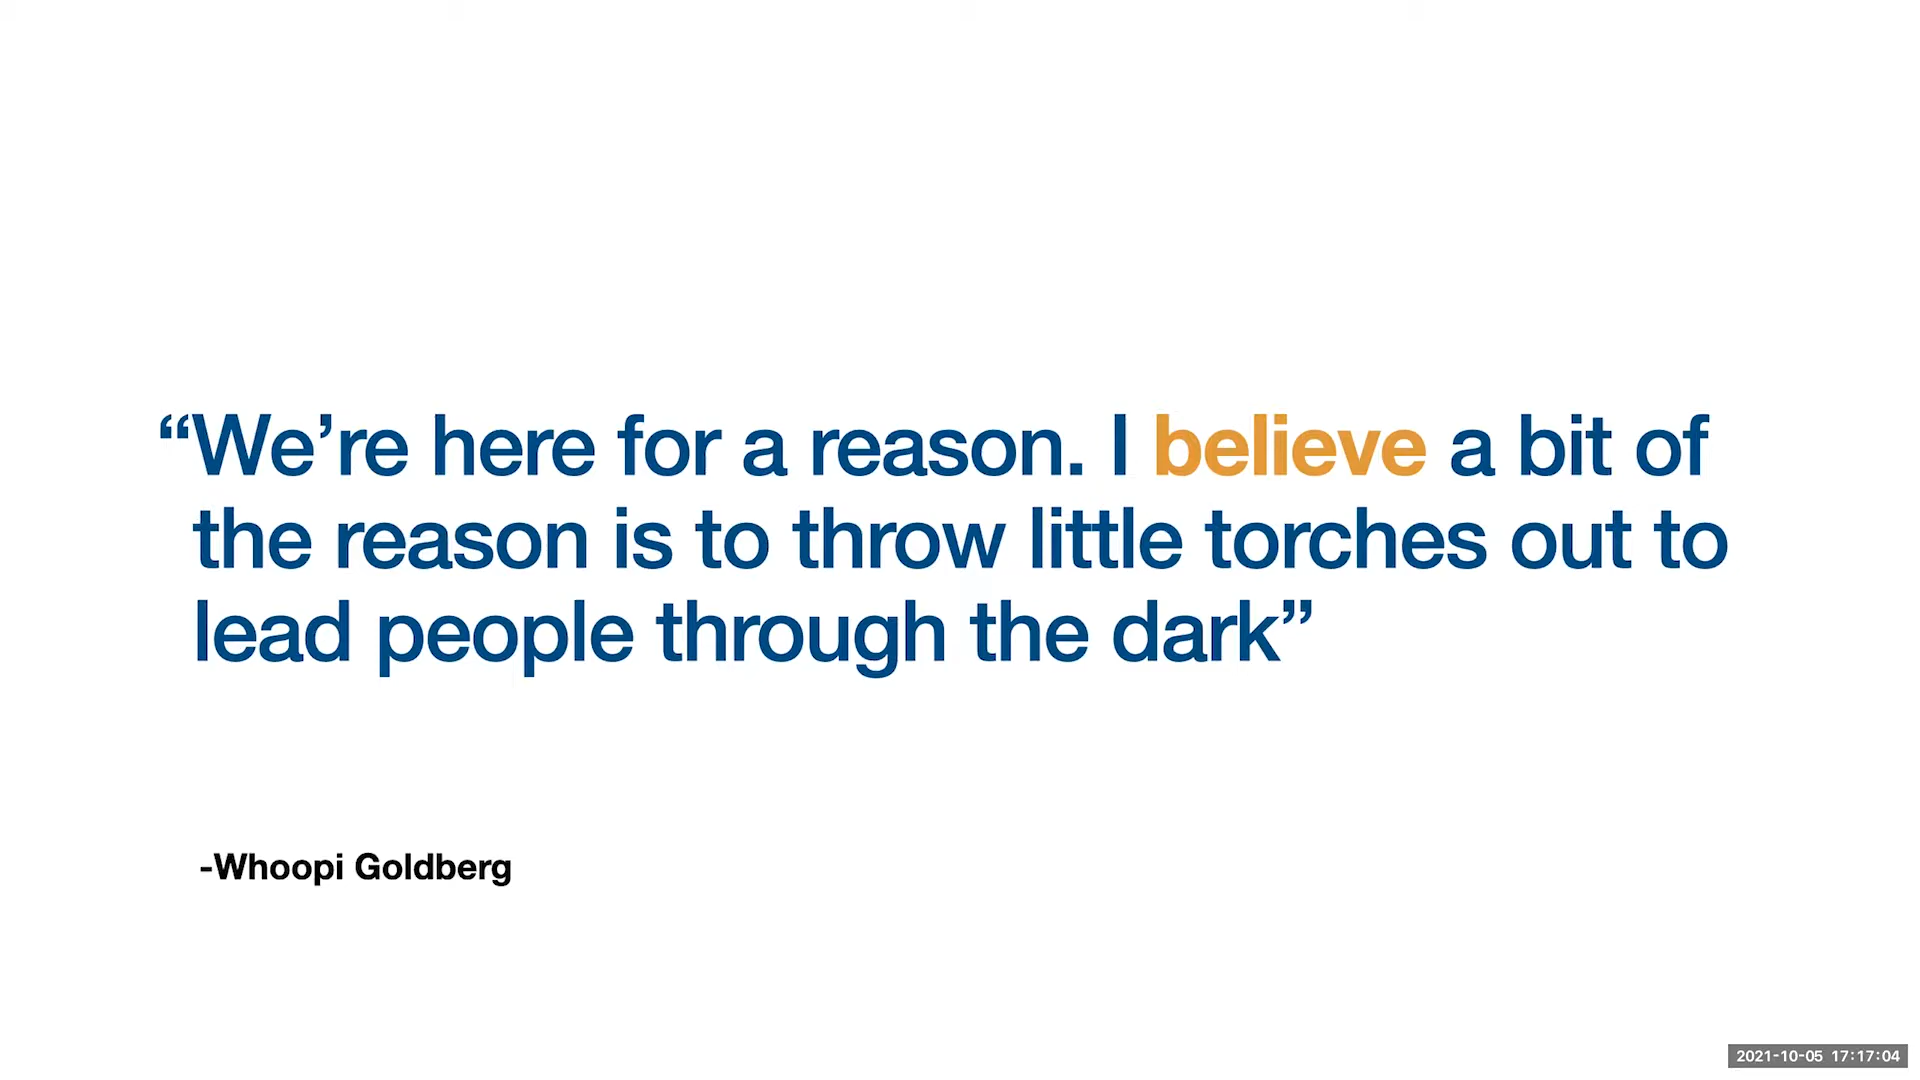 “We’re here for a reason. I believe a bit of
the reason is to throw little torches out to
lead people through the dark”
-Whoopi Goldberg
2021-10-05 17:17:04